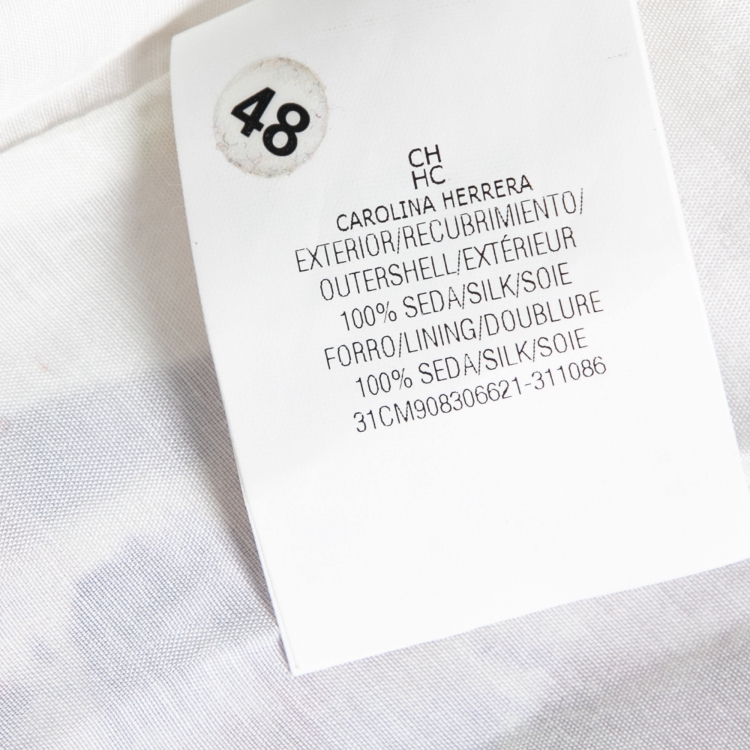 48
CH
HC
CAROLINA HERRERA
EXTERIOR/RECUBRIMIENTO/
OUTERSHELL/EXTÉRIEUR
100% SEDA/SILK/SOIE
FORRO/LINING/DOUBLURE
100% SEDA/SILK/SOIE
31CM908306621-311086